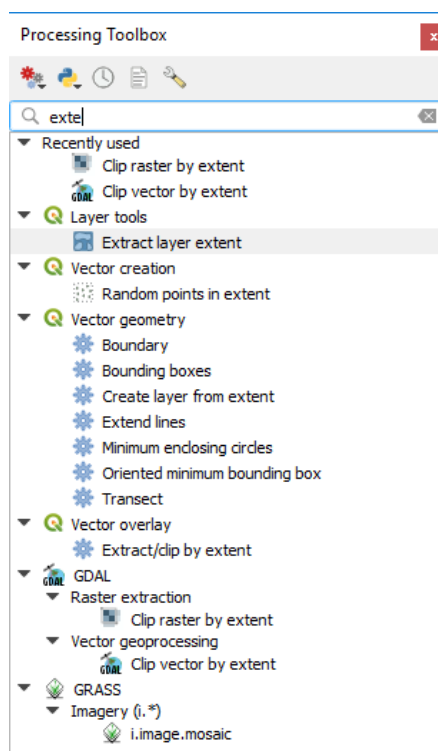 Processing Toolbox
x
exte
Recently used
Clip raster by extent
GDAL Clip vector by extent
Layer tools
Extract layer extent
Vector creation
Random points in extent
Vector geometry
Boundary
Bounding boxes
Create layer from extent
Extend lines
Minimum enclosing circles
Oriented minimum bounding box
Transect
Vector overlay
Extract/clip by extent
GDAL GDAL
Raster extraction
Clip raster by extent
Vector geoprocessing
GDAL Clip vector by extent
GRASS
Imagery (i.*)
i.image.mosaic